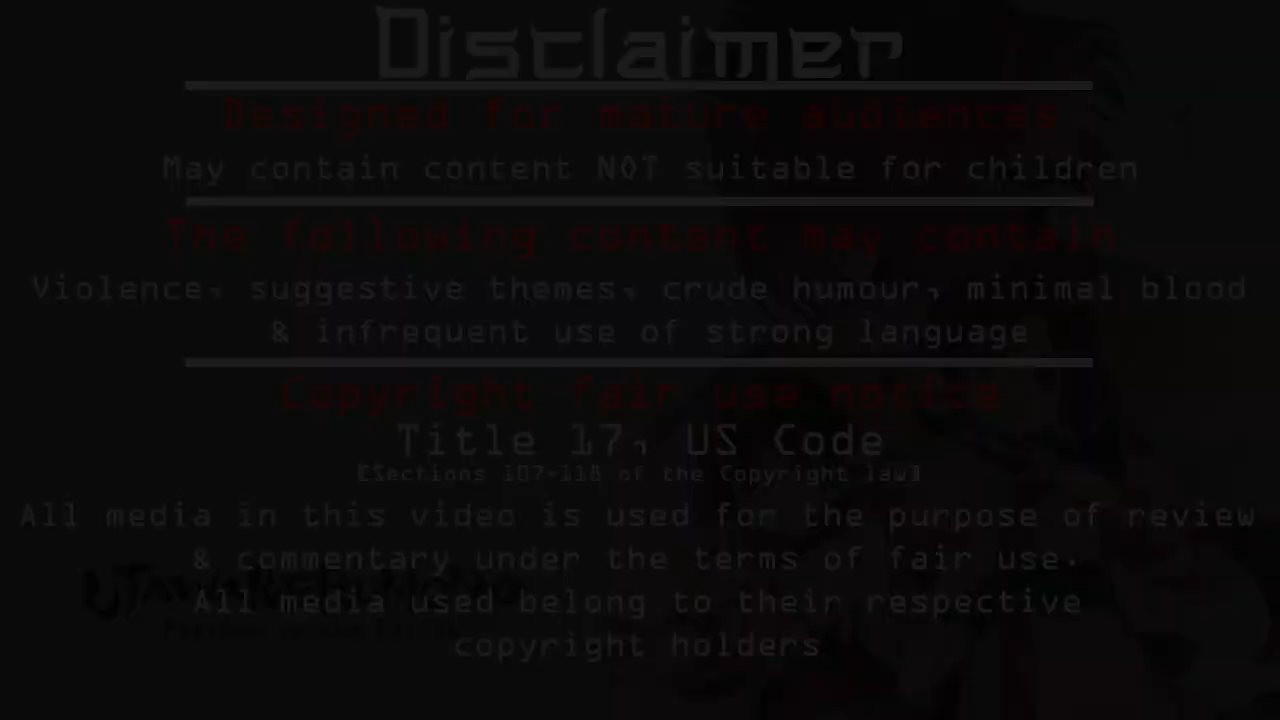 Disclaimer
Designed for mature audiences
May contain content NOT suitable for children
The following content may contain
Violence, suggestive themes, crude humour, minimal blood
& infrequent use of strong language
Copyright fair use notice
Title 17, US Code
[Sections 107-118 of the Copyright law]
All media in this video is used for the purpose of review
& commentary under the terms of fair use.
All media used belong to their respective
copyright holders